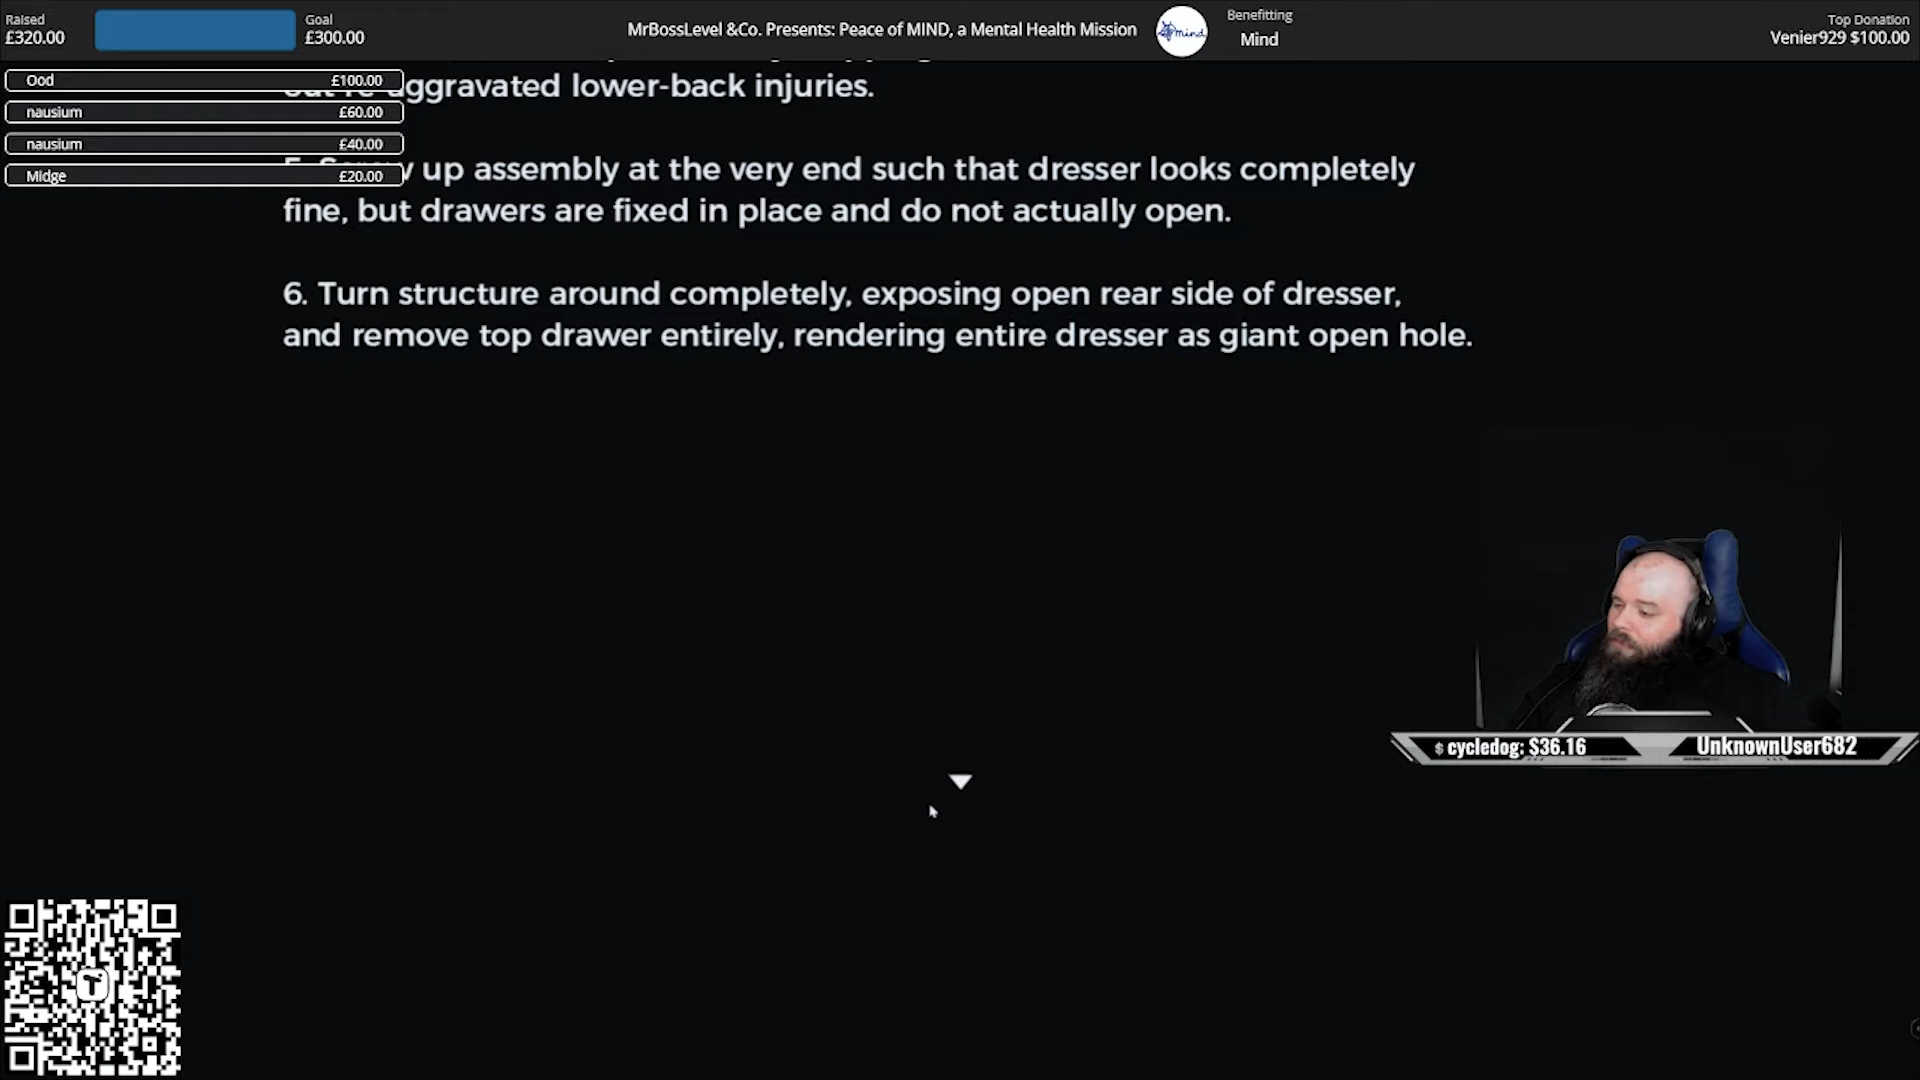 Raised
£320.00
Goal
£300.00
MrBossLevel &Co. Presents: Peace of MIND, a Mental Health Mission
mind
Benefitting
Mind
Top Donation
Venier929 $100.00
Ood £100.00
nausium £60.00
nausium £40.00
Midge £20.00
aggravated lower-back injuries.
up assembly at the very end such that dresser looks completely
fine, but drawers are fixed in place and do not actually open.
6. Turn structure around completely, exposing open rear side of dresser,
and remove top drawer entirely, rendering entire dresser as giant open hole.
$ cycledog: $36.16
UnknownUser682